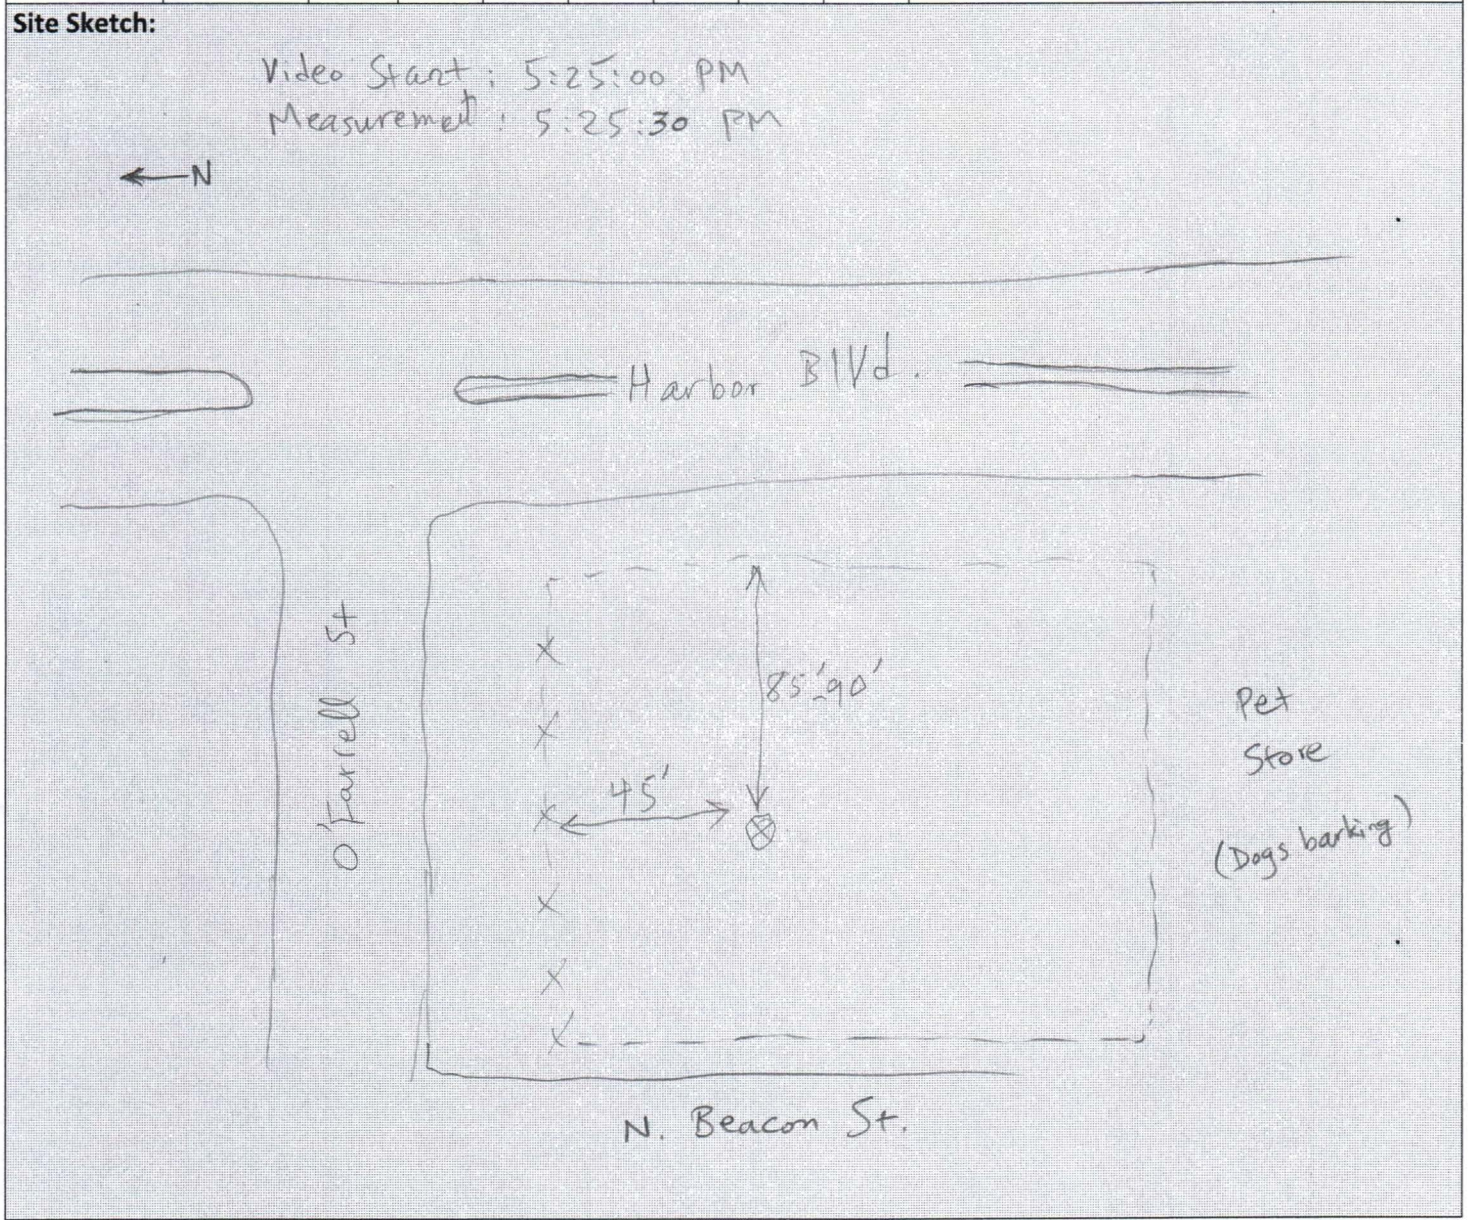 Site Sketch:
Video Start: 5:25:00 PM
Measuremet: 5:25:30 PM
N
Harbor Blvd.
O'Farrell St
85'-90'
45'
Pet
Store
(Dogs barking)
N. Beacon St.